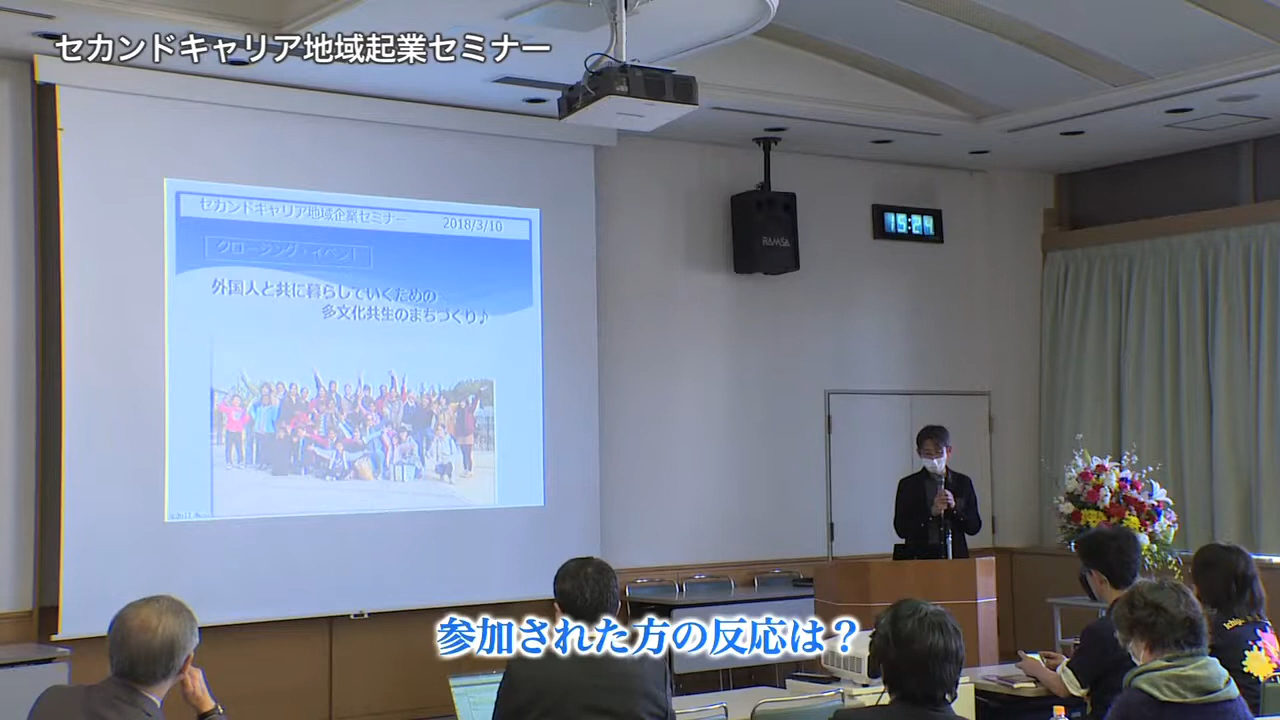 セカンドキャリア地域起業セミナー
セカンドキャリア地域企業セミナー
2018/3/10
クロージング・イベント
外国人と共に暮らしていくための
多文化共生のまちづくり♪
RAMSA
15:24
参加された方の反応は？